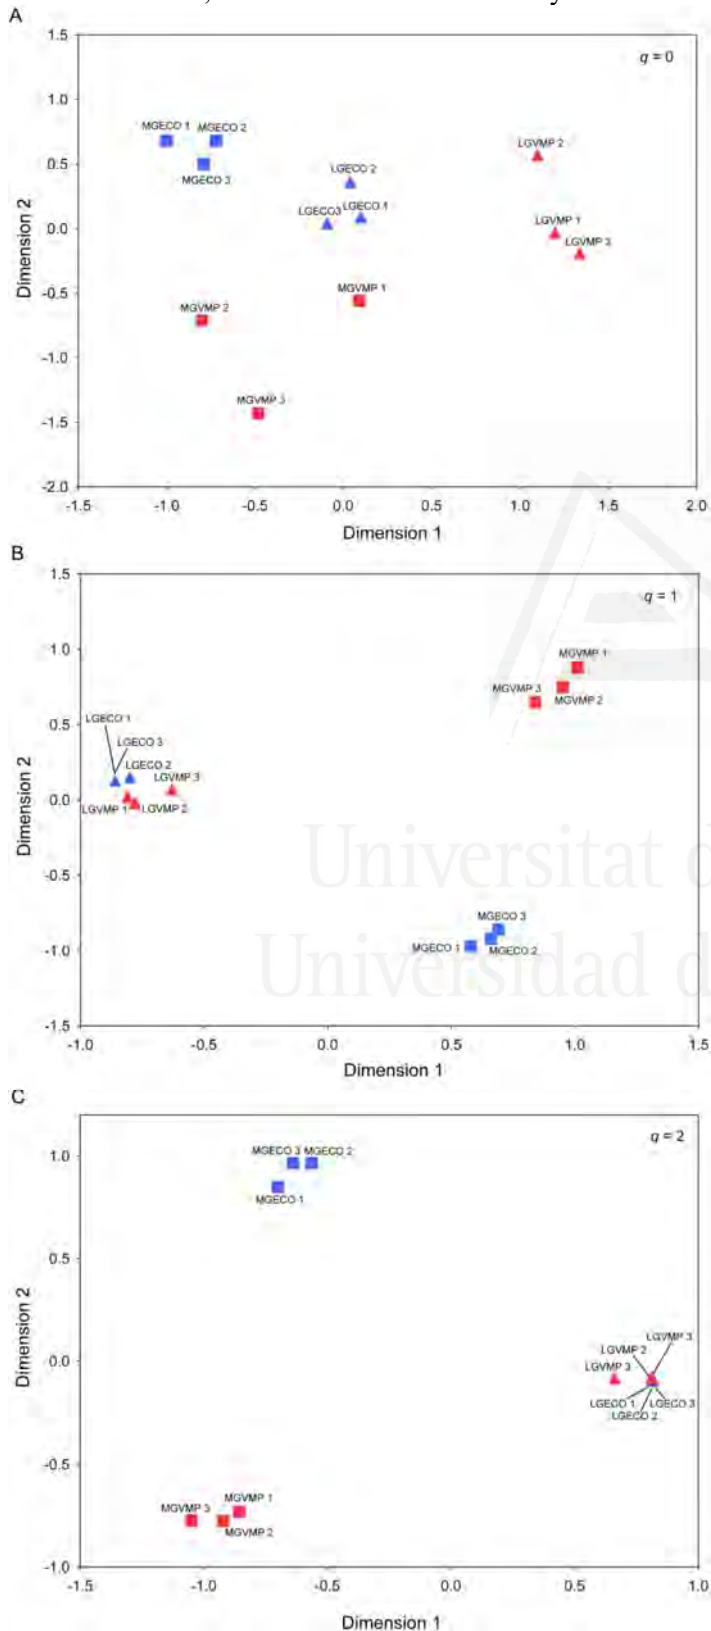 A
q = 0
1.5
1.0
0.5
0.0
-0.5
-1.0
-1.5
-2.0
Dimension 2
MGECO 1
MGECO 2
MGECO 3
LGECO 2
LGECO3
LGECO 1
LGVMP 2
LGVMP 1
LGVMP 3
MGVMP 1
MGVMP 2
MGVMP 3
-1.5 -1.0 -0.5 0.0 0.5 1.0 1.5 2.0
Dimension 1
B
q = 1
1.5
1.0
0.5
0.0
-0.5
-1.0
-1.5
Dimension 2
MGVMP 1
MGVMP 3
MGVMP 2
LGECO 1
LGECO 3
LGECO 2
LGVMP 3
LGVMP 1
LGVMP 2
MGECO 3
MGECO 1
MGECO 2
-1.0 -0.5 0.0 0.5 1.0 1.5
Dimension 1
Universitat d
Universidad d
C
q = 2
1.0
0.5
0.0
-0.5
-1.0
Dimension 2
MGECO 3 MGECO 2
MGECO 1
LGVMP 3
LGVMP 2
LGVMP 3
LGECO 1
LGECO 3
LGECO 2
MGVMP 1
MGVMP 3
MGVMP 2
-1.5 -1.0 -0.5 0.0 0.5 1.0
Dimension 1